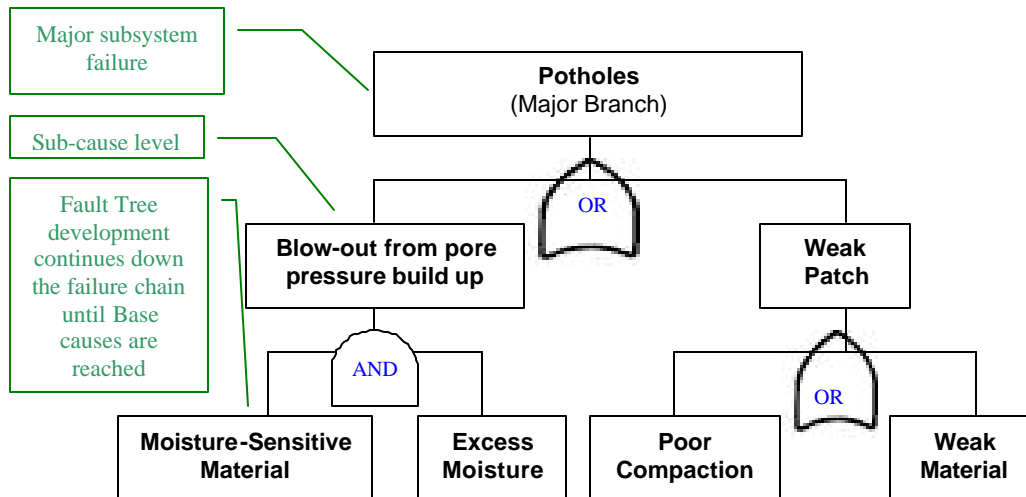 Major subsystem
failure
Potholes
(Major Branch)
Sub-cause level
OR
Fault Tree
development
continues down
the failure chain
until Base
causes are
reached
Blow-out from pore
pressure build up
Weak
Patch
AND
OR
Moisture-Sensitive
Material
Excess
Moisture
Poor
Compaction
Weak
Material